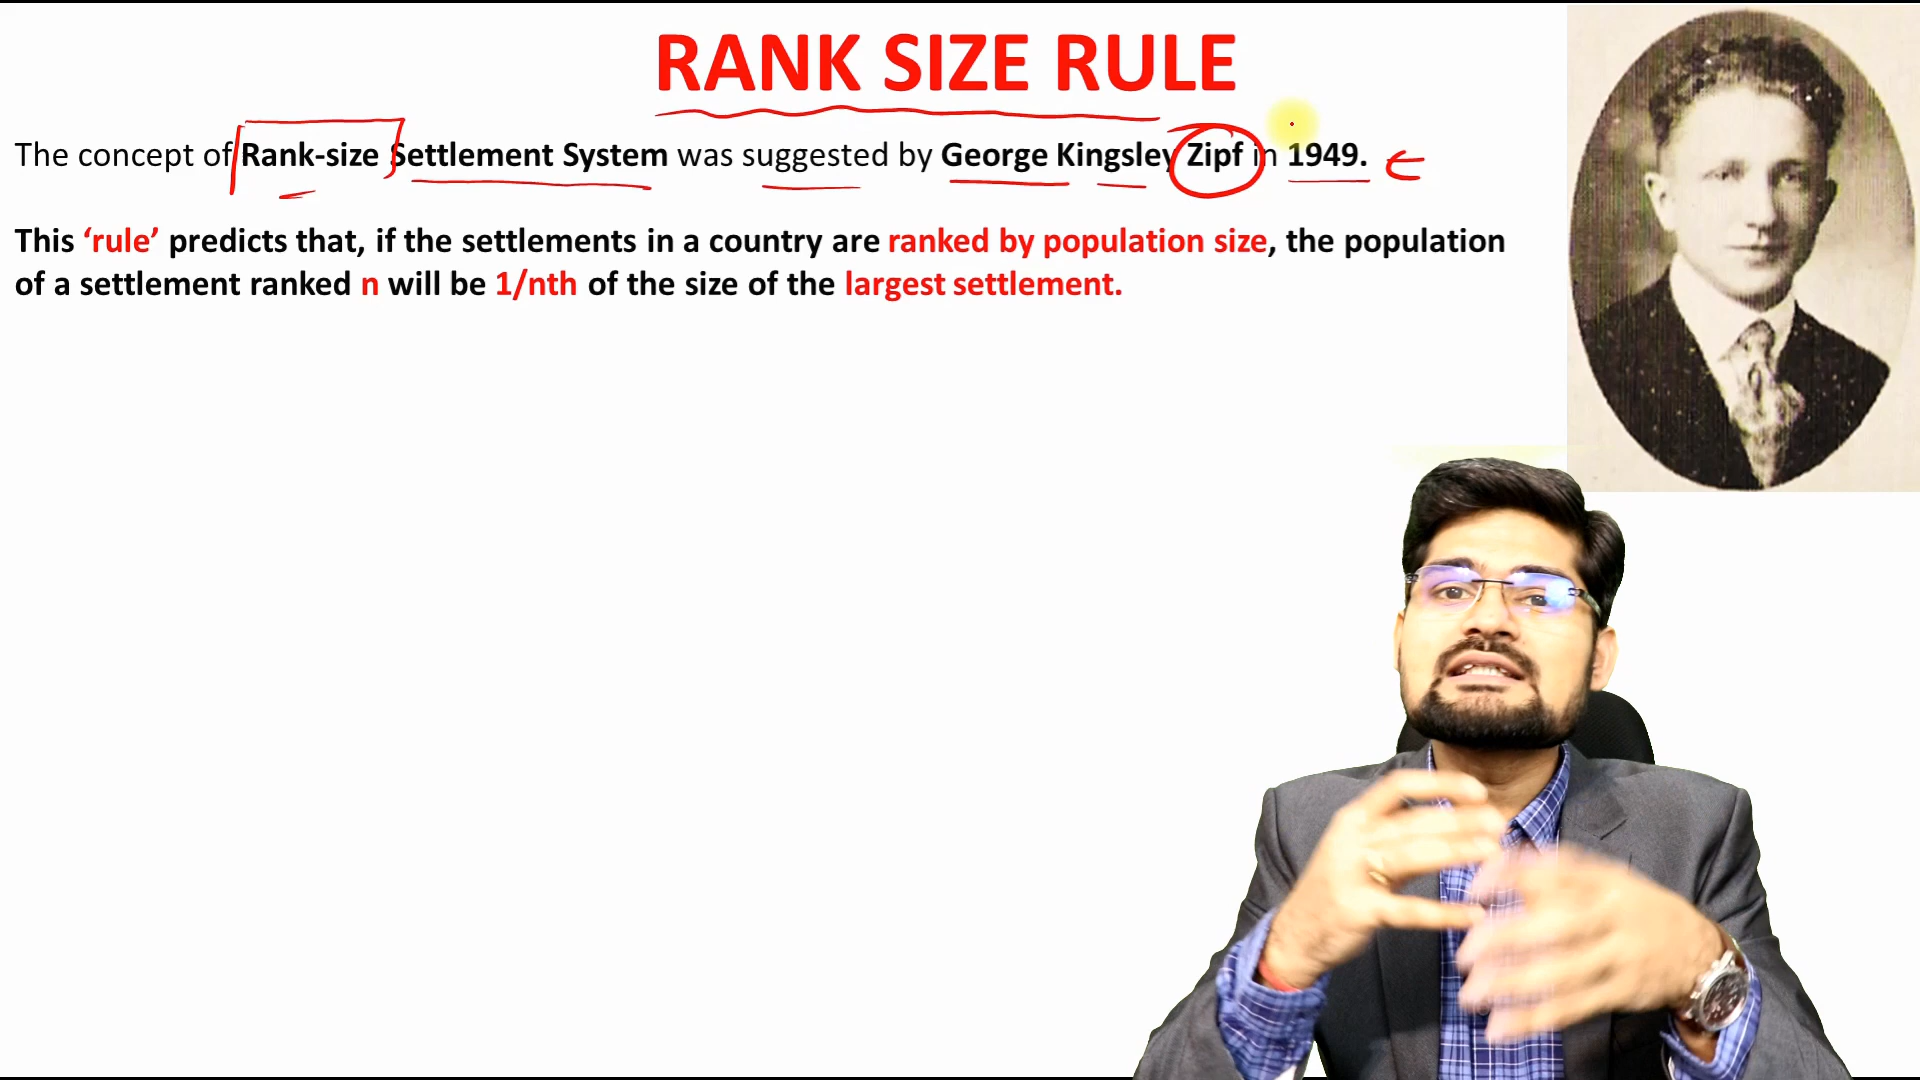 RANK SIZE RULE
The concept of Rank-size Settlement System was suggested by George Kingsley Zipf in 1949.
This ‘rule’ predicts that, if the settlements in a country are ranked by population size, the population
of a settlement ranked n will be 1/nth of the size of the largest settlement.